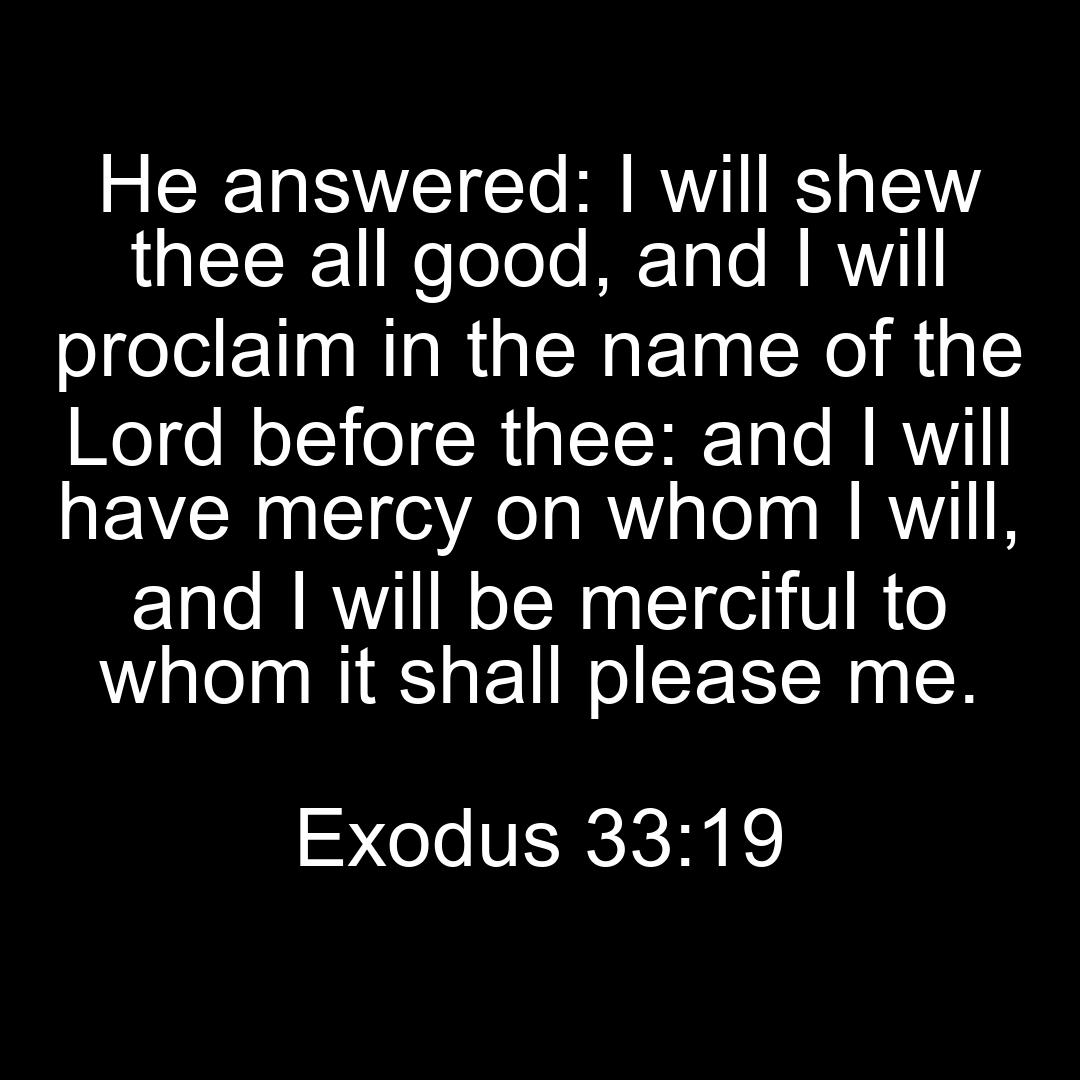 He answered: I will shew
thee all good, and I will
proclaim in the name of the
Lord before thee: and I will
have mercy on whom I will,
and I will be merciful to
whom it shall please me.
Exodus 33:19